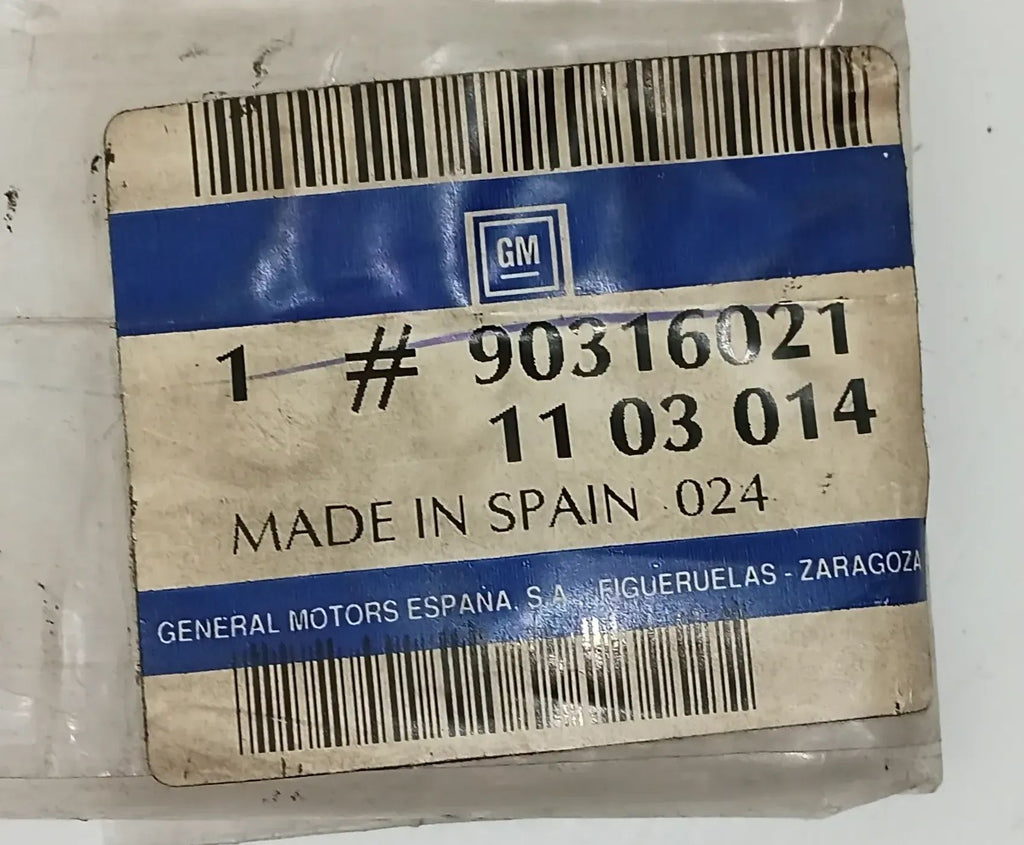 GM
1 # 90316021
11 03 014
MADE IN SPAIN 024
GENERAL MOTORS ESPAÑA, S.A. FIGUERUELAS - ZARAGOZA